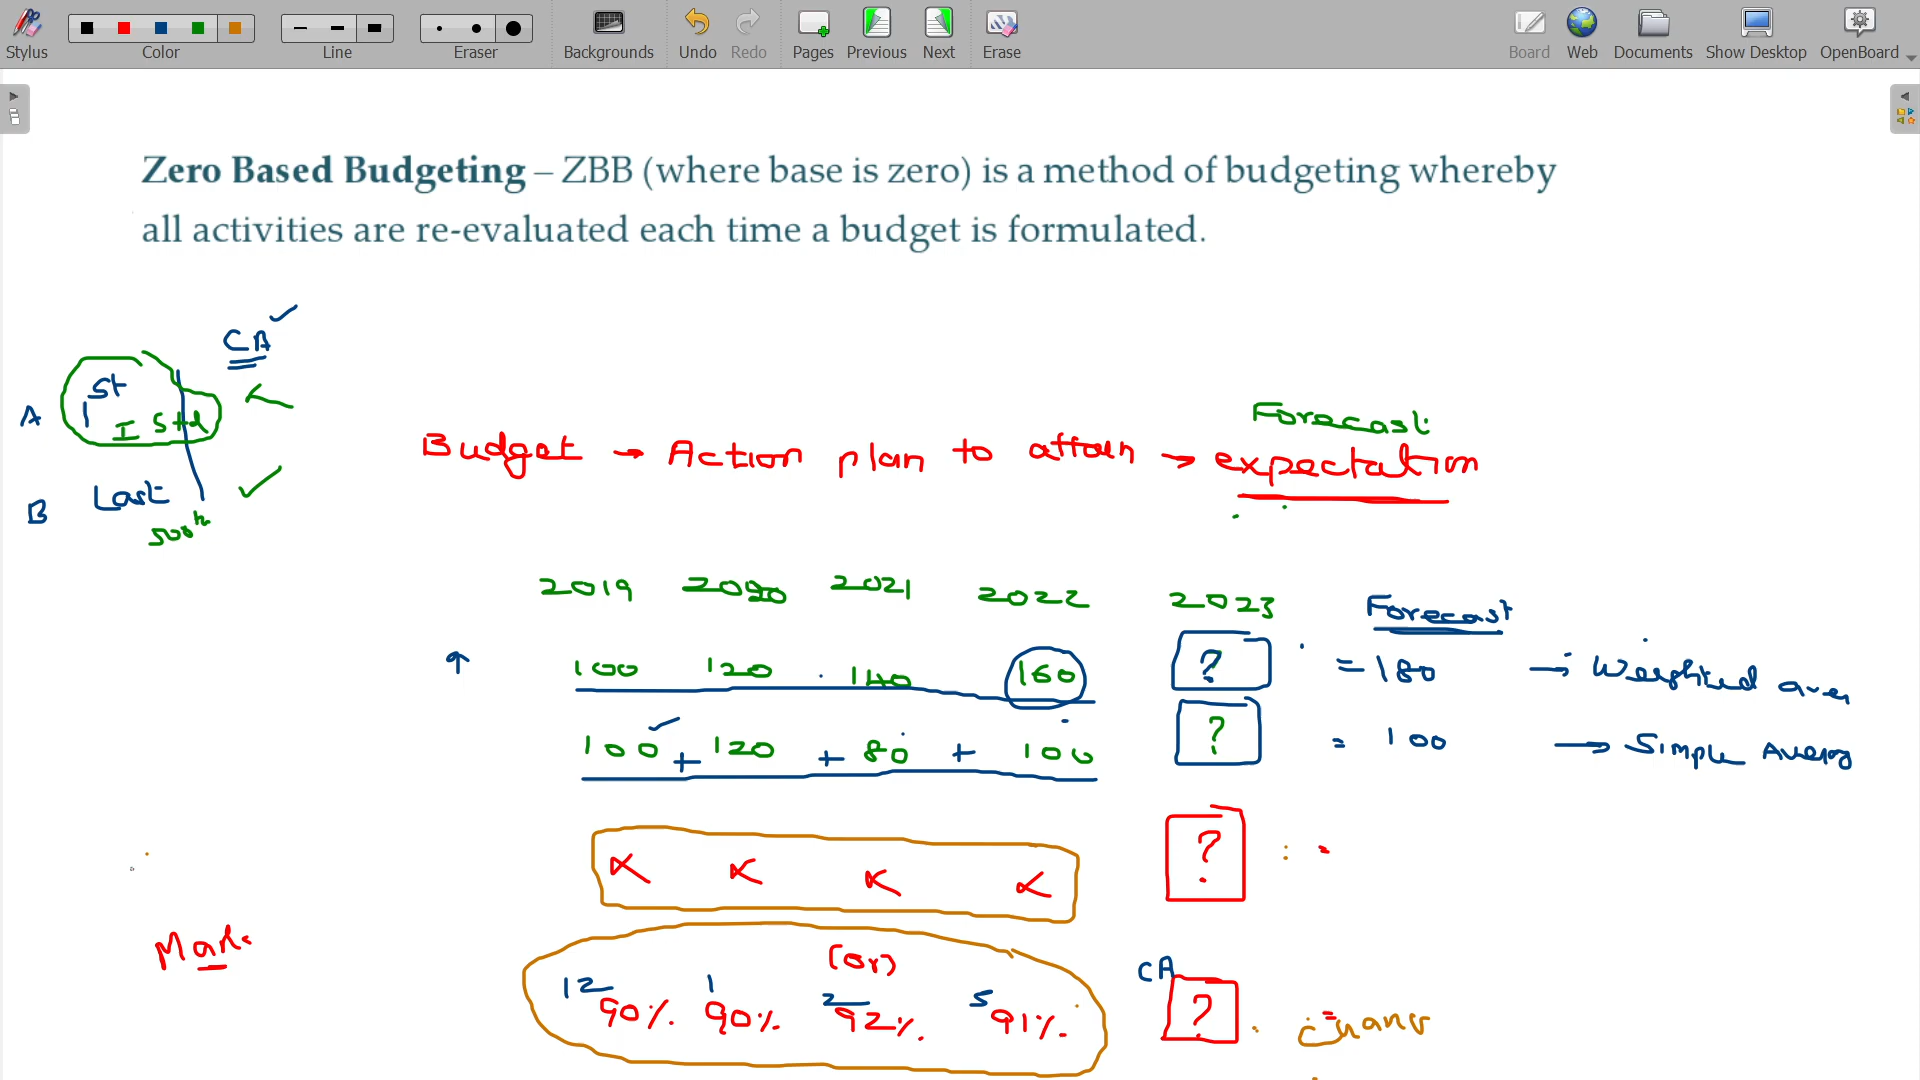 Stylus Color Line Eraser Backgrounds Undo Redo Pages Previous Next Erase Board Web Documents Show Desktop OpenBoard
Zero Based Budgeting – ZBB (where base is zero) is a method of budgeting whereby
all activities are re-evaluated each time a budget is formulated.
CA
A 1st
I Std
B Last
500th
Forecast
Budget → Action plan to attain → expectation
2019 2020 2021 2022 2023 Forecast
↑ 100 120 140 160 ? = 180 → Weighted aver
100 + 120 + 80 + 100 ? = 100 → Simple Average
?
Marks
(or)
12 1 2 5 CA
90% 90% 92% 91% ?